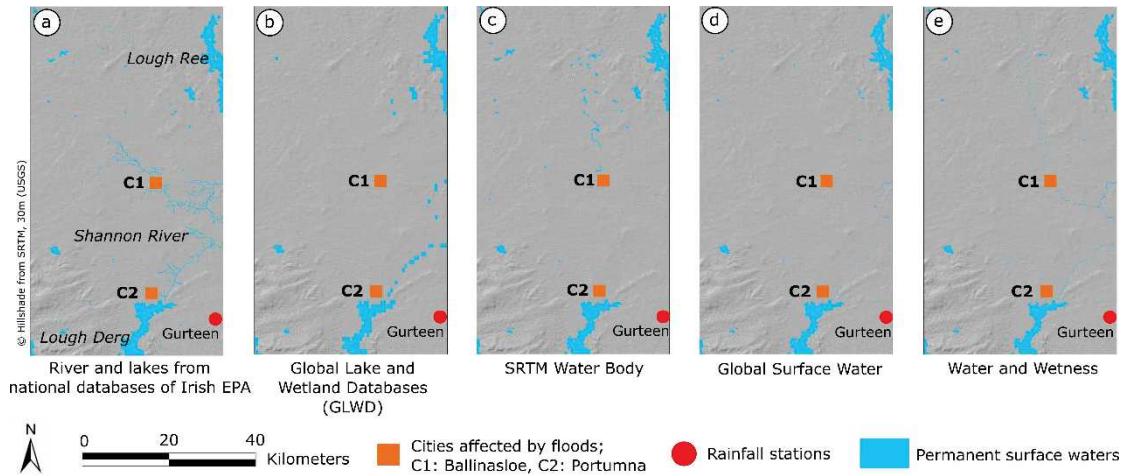 a
Lough Ree
C1
Shannon River
C2
Gurteen
Lough Derg
© Hillshade from SRTM, 30m (USGS)
River and lakes from
national databases of Irish EPA
b
C1
C2
Gurteen
Global Lake and
Wetland Databases
(GLWD)
c
C1
C2
Gurteen
SRTM Water Body
d
C1
C2
Gurteen
Global Surface Water
e
C1
C2
Gurteen
Water and Wetness
N
0 20 40
Kilometers
Cities affected by floods;
C1: Ballinasloe, C2: Portumna
Rainfall stations
Permanent surface waters